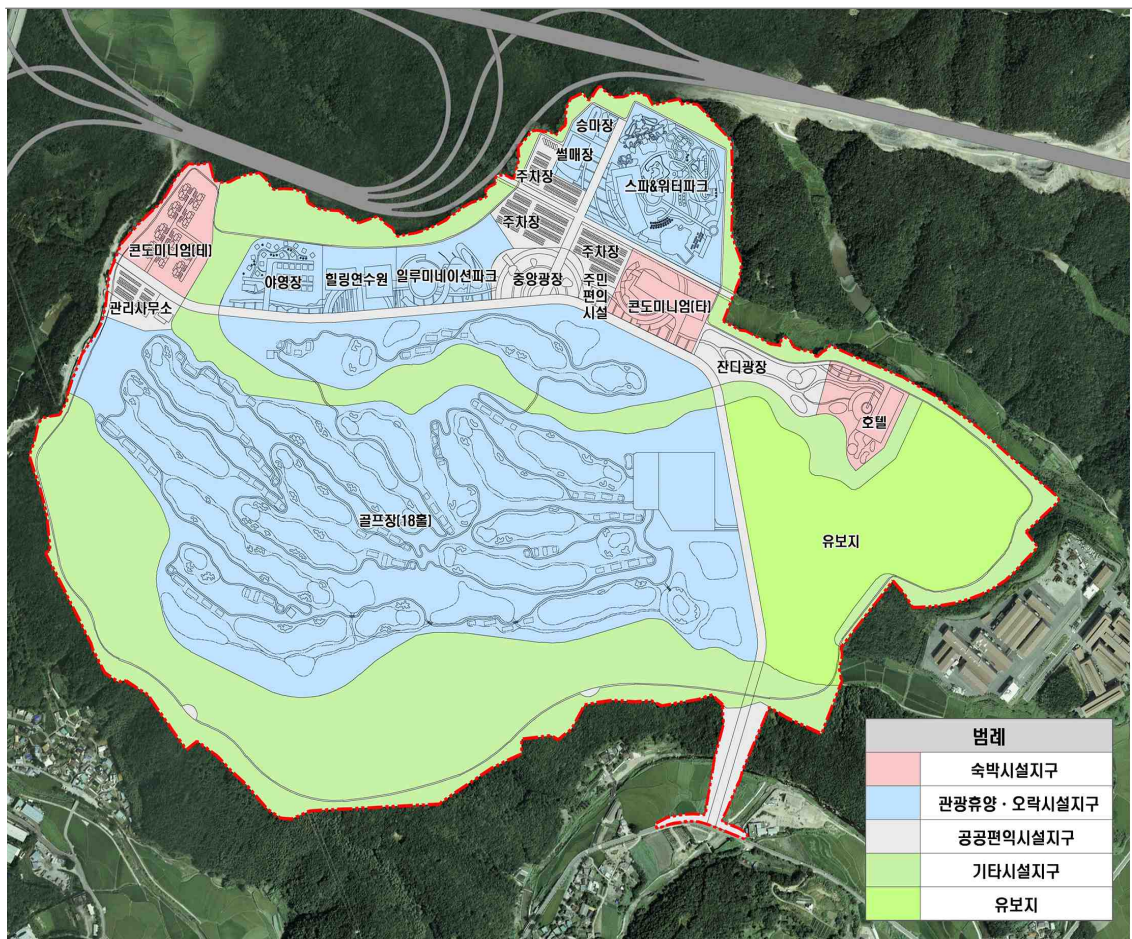 승마장
썰매장
주차장
스파&워터파크
주차장
콘도미니엄[테]
주차장
야영장
힐링연수원
일루미네이션파크
중앙광장
주민
편의
시설
관리사무소
콘도미니엄[타]
잔디광장
호텔
골프장[18홀]
유보지
범례
숙박시설지구
관광휴양·오락시설지구
공공편익시설지구
기타시설지구
유보지